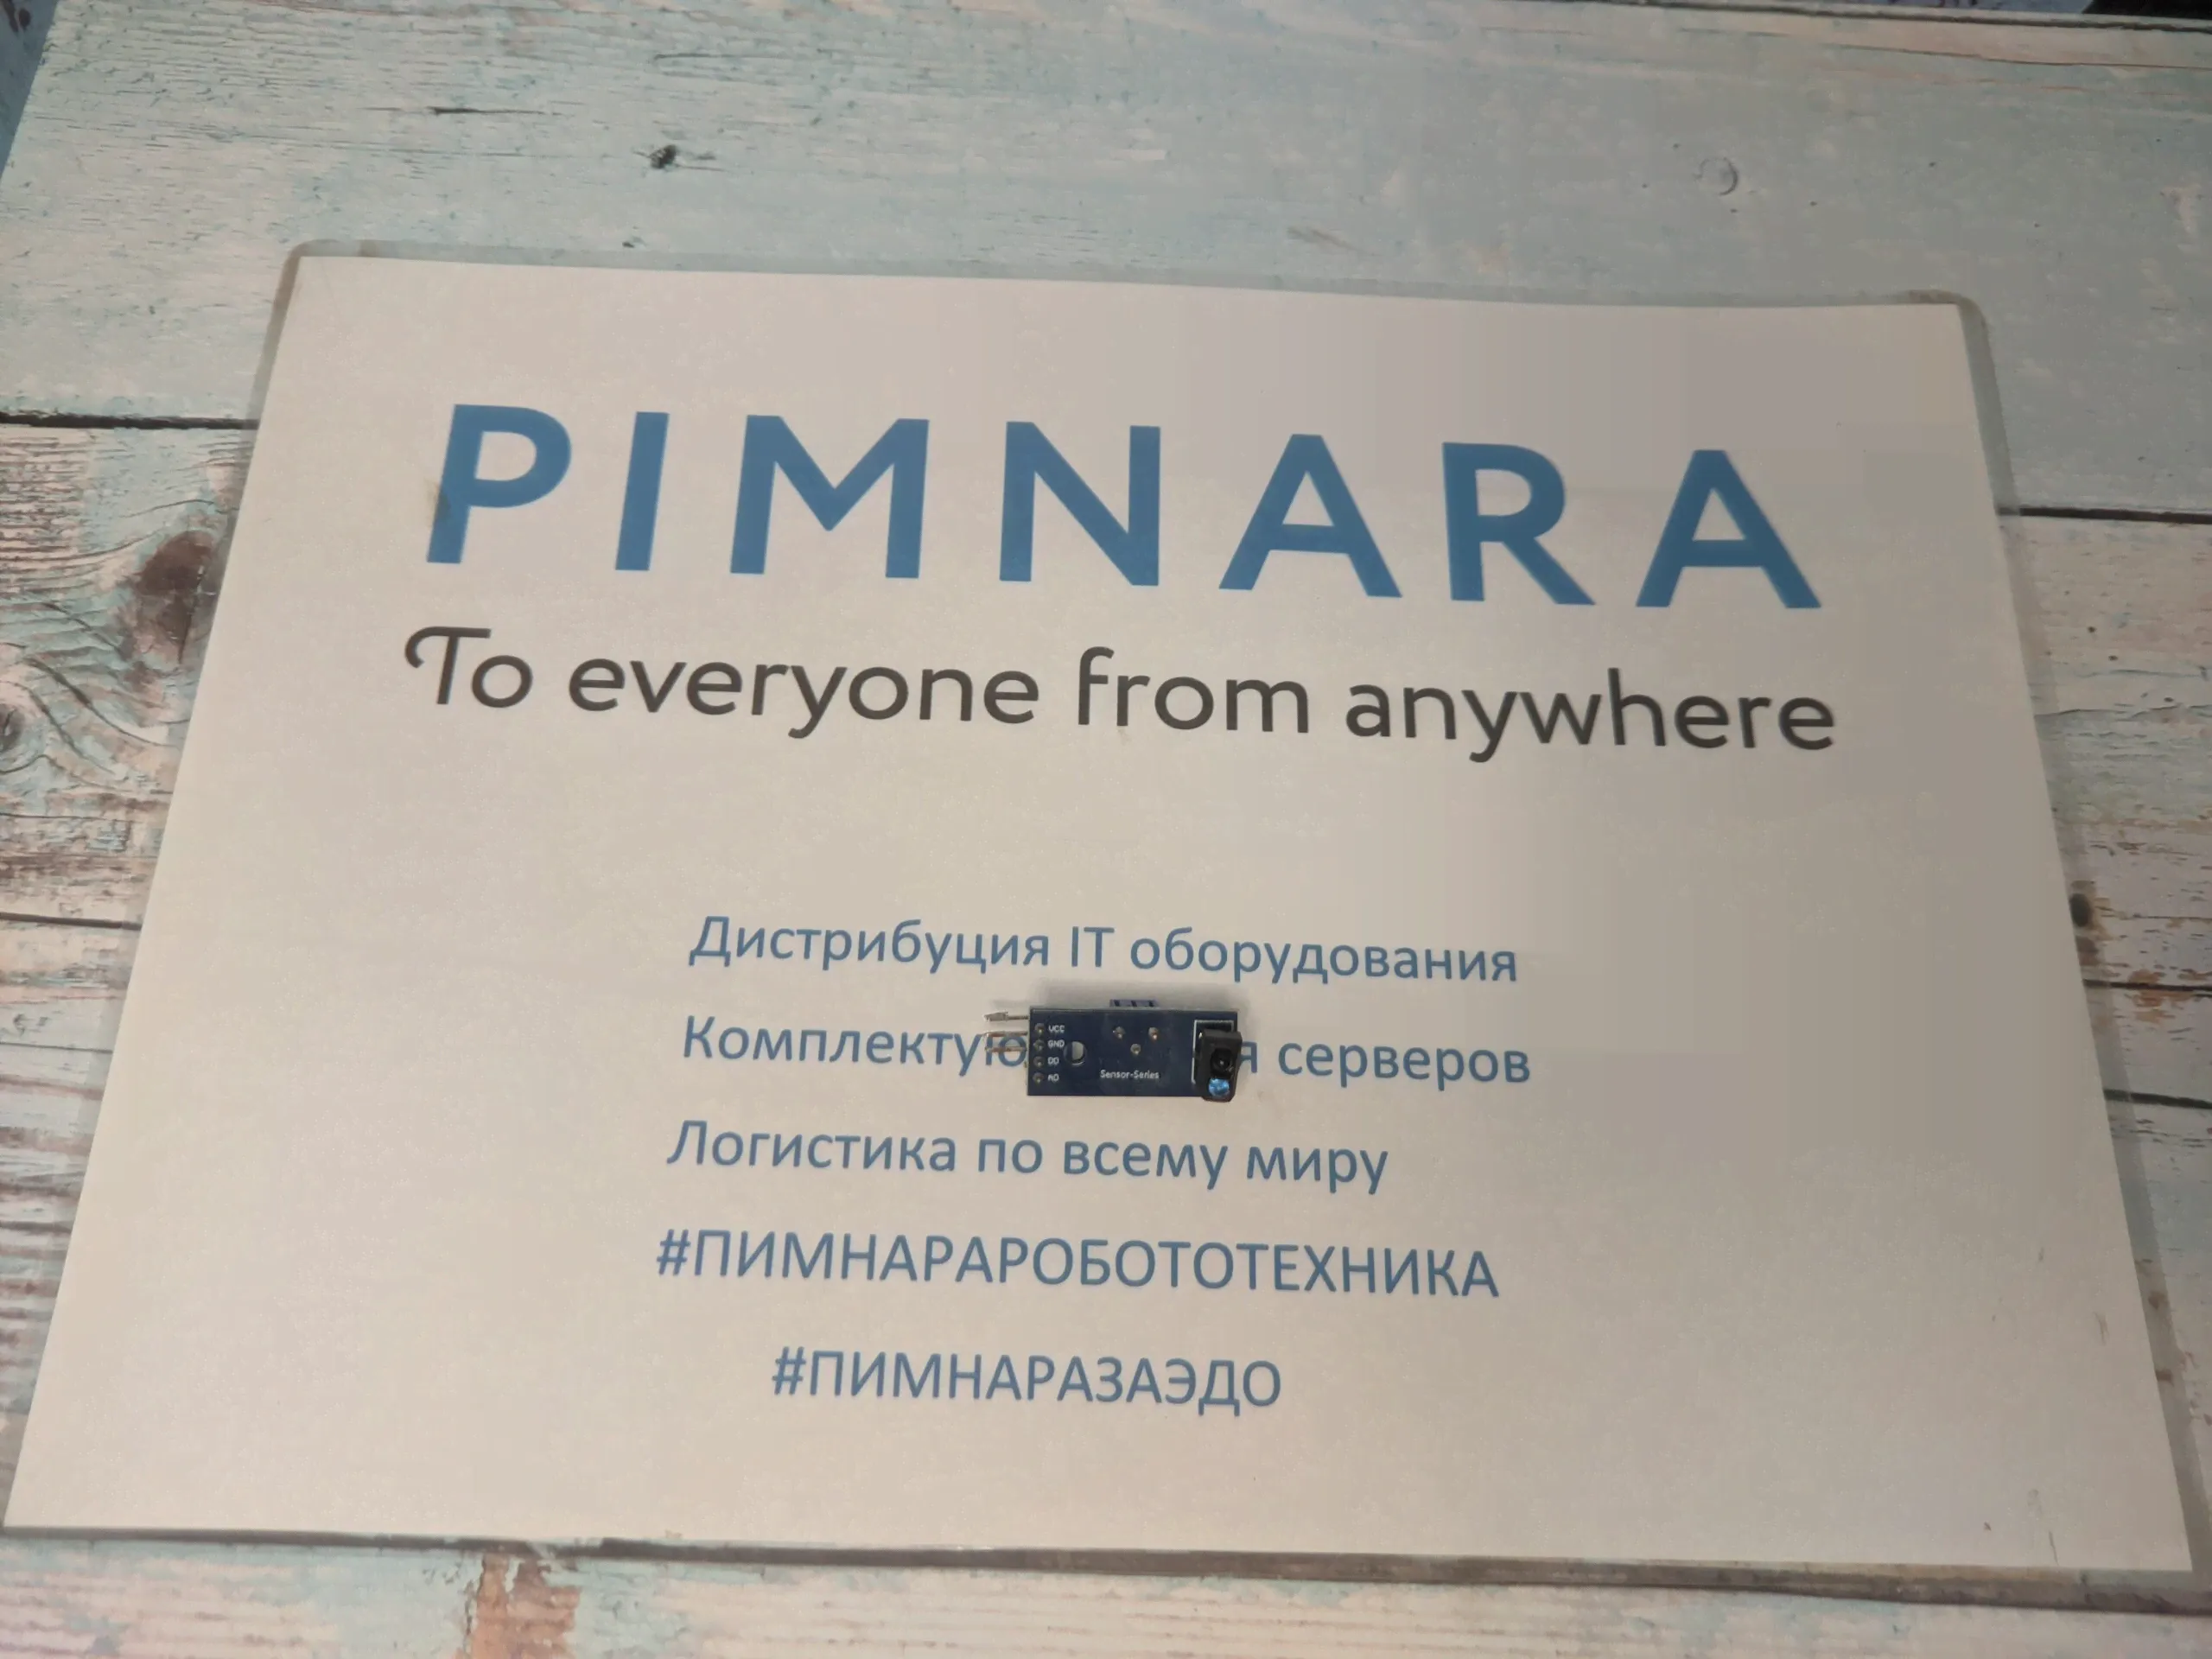 PIMNARA
To everyone from anywhere
Дистрибуция IT оборудования
серверов
VCC
GND
DO
AO
Sensor-Series
Логистика по всему миру
#ПИМНАРАРОБОТОТЕХНИКА
#ПИМНАРАЗАЭДО